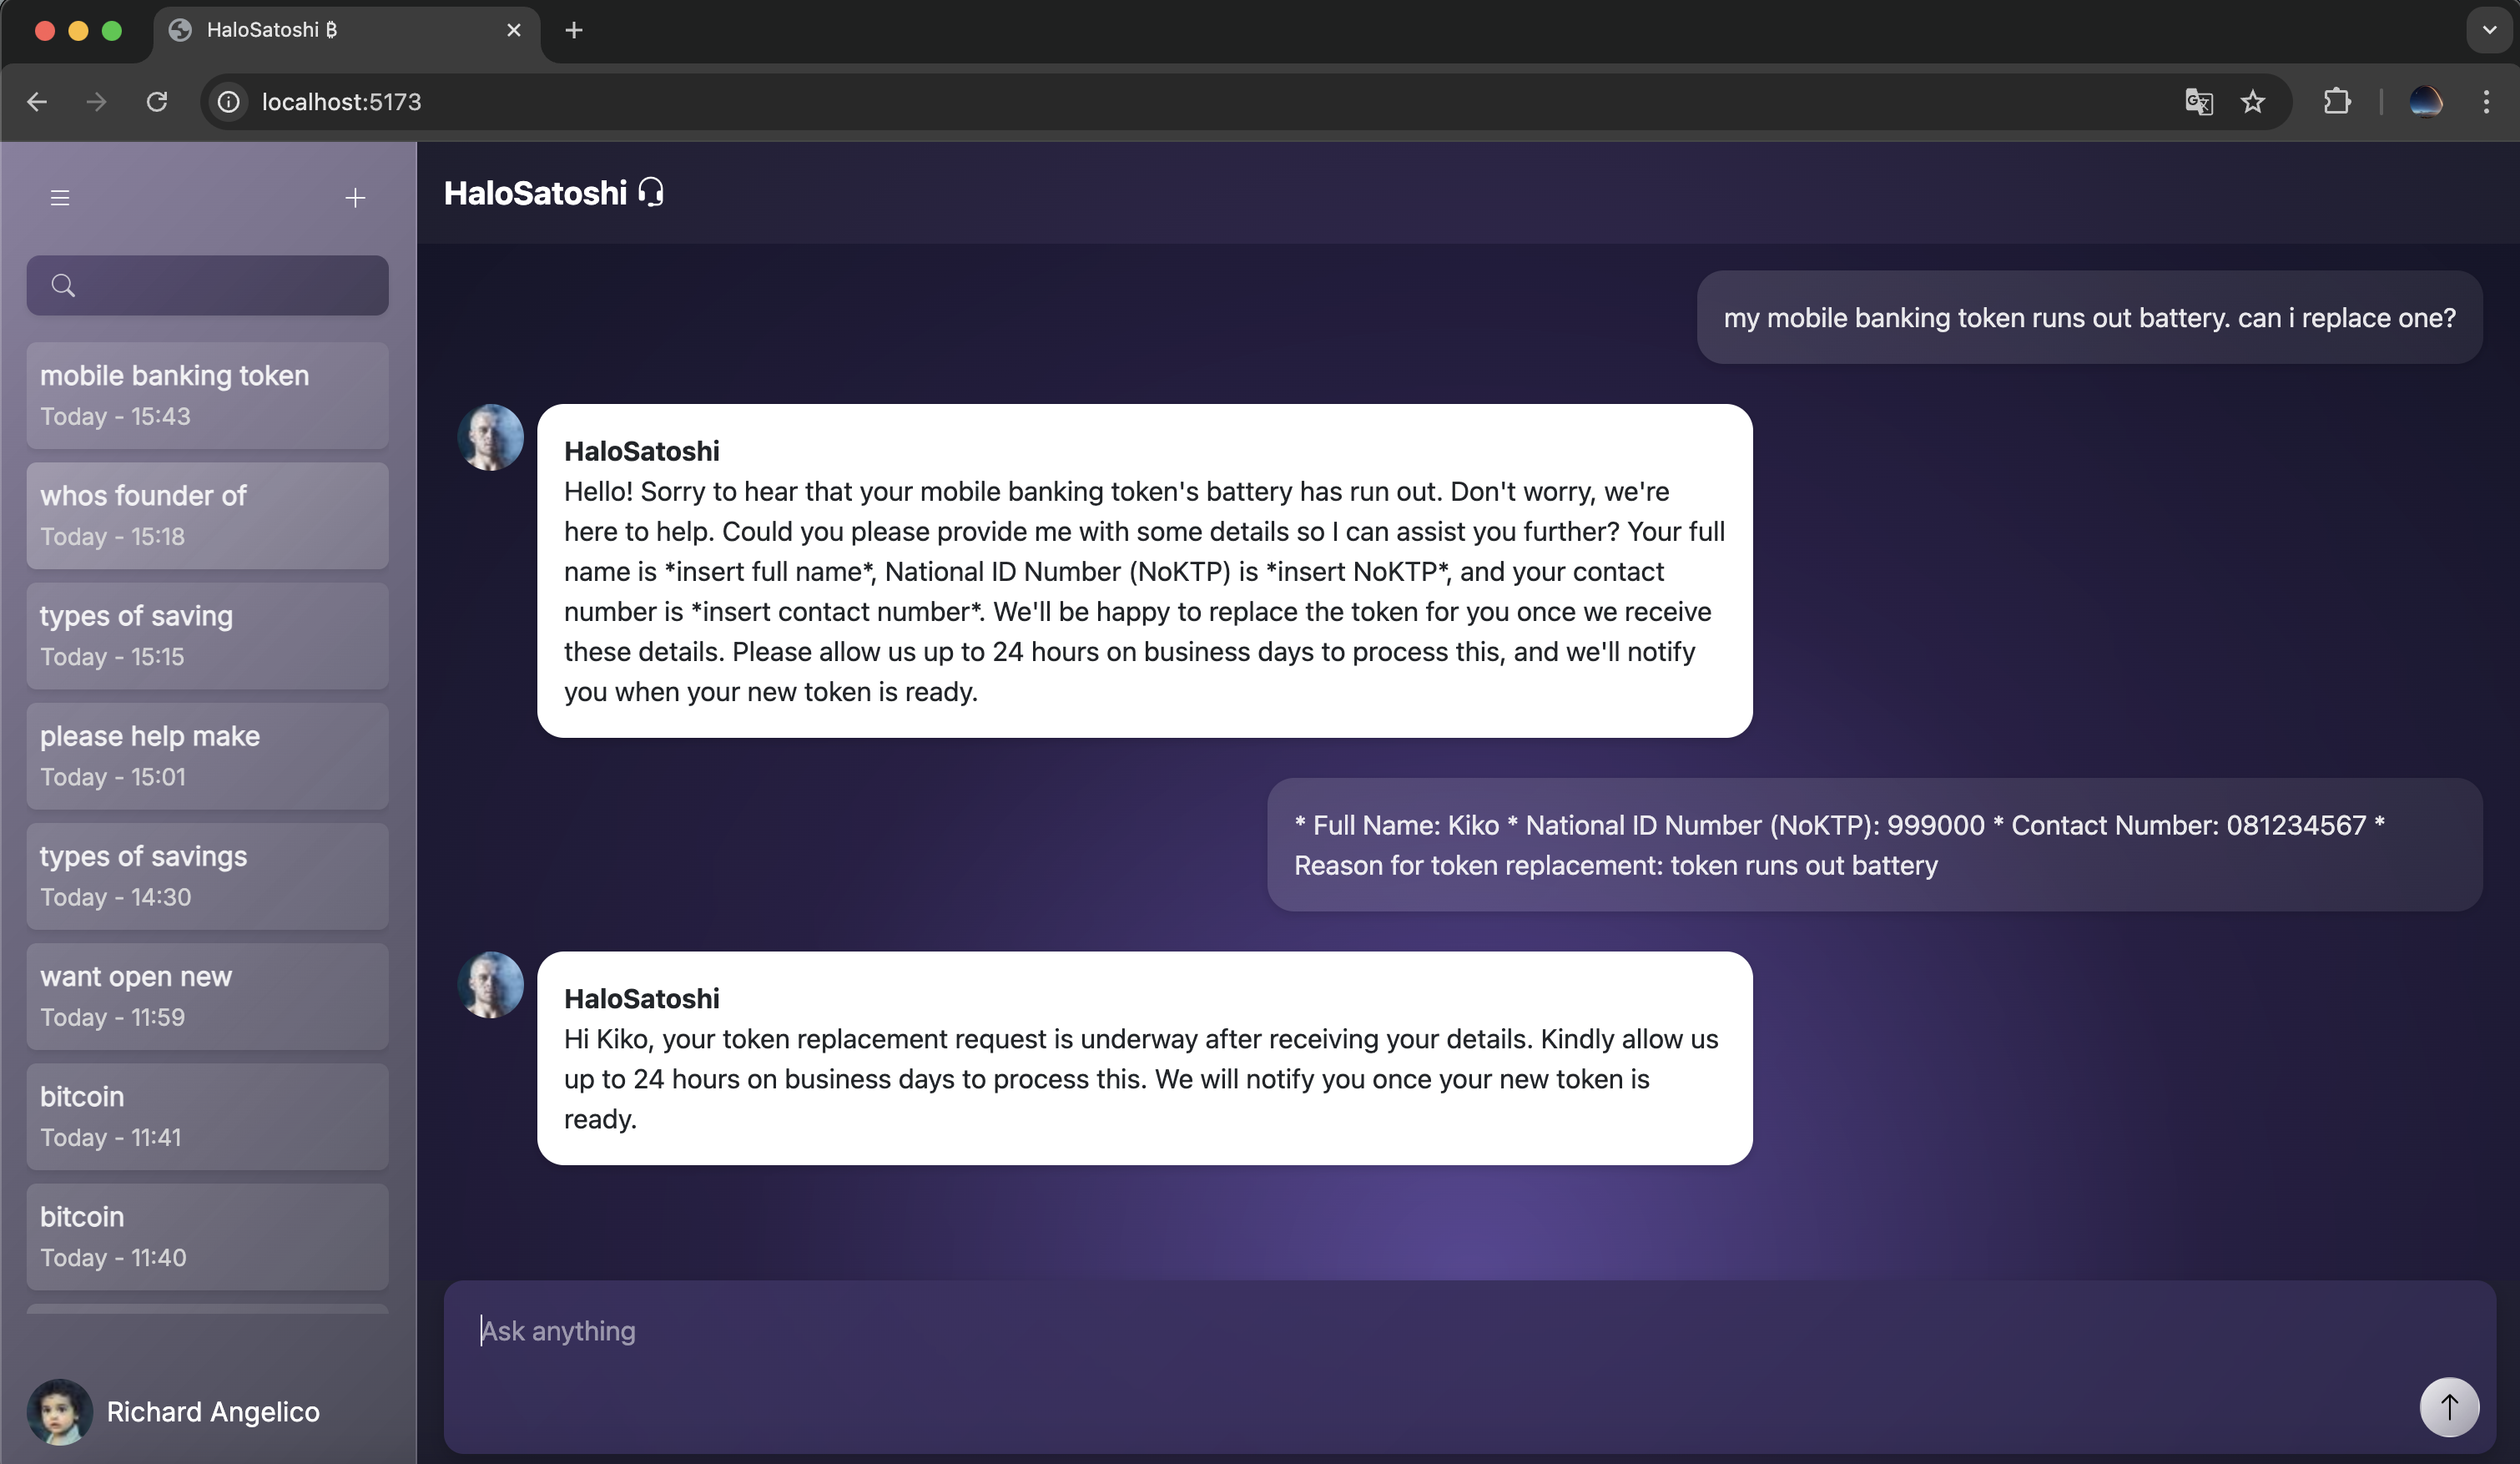 HaloSatoshi ₿
localhost:5173
HaloSatoshi
mobile banking token
Today - 15:43
whos founder of
Today - 15:18
types of saving
Today - 15:15
please help make
Today - 15:01
types of savings
Today - 14:30
want open new
Today - 11:59
bitcoin
Today - 11:41
bitcoin
Today - 11:40
Richard Angelico
my mobile banking token runs out battery. can i replace one?
HaloSatoshi
Hello! Sorry to hear that your mobile banking token's battery has run out. Don't worry, we're
here to help. Could you please provide me with some details so I can assist you further? Your full
name is *insert full name*, National ID Number (NoKTP) is *insert NoKTP*, and your contact
number is *insert contact number*. We'll be happy to replace the token for you once we receive
these details. Please allow us up to 24 hours on business days to process this, and we'll notify
you when your new token is ready.
* Full Name: Kiko * National ID Number (NoKTP): 999000 * Contact Number: 081234567 *
Reason for token replacement: token runs out battery
HaloSatoshi
Hi Kiko, your token replacement request is underway after receiving your details. Kindly allow us
up to 24 hours on business days to process this. We will notify you once your new token is
ready.
Ask anything